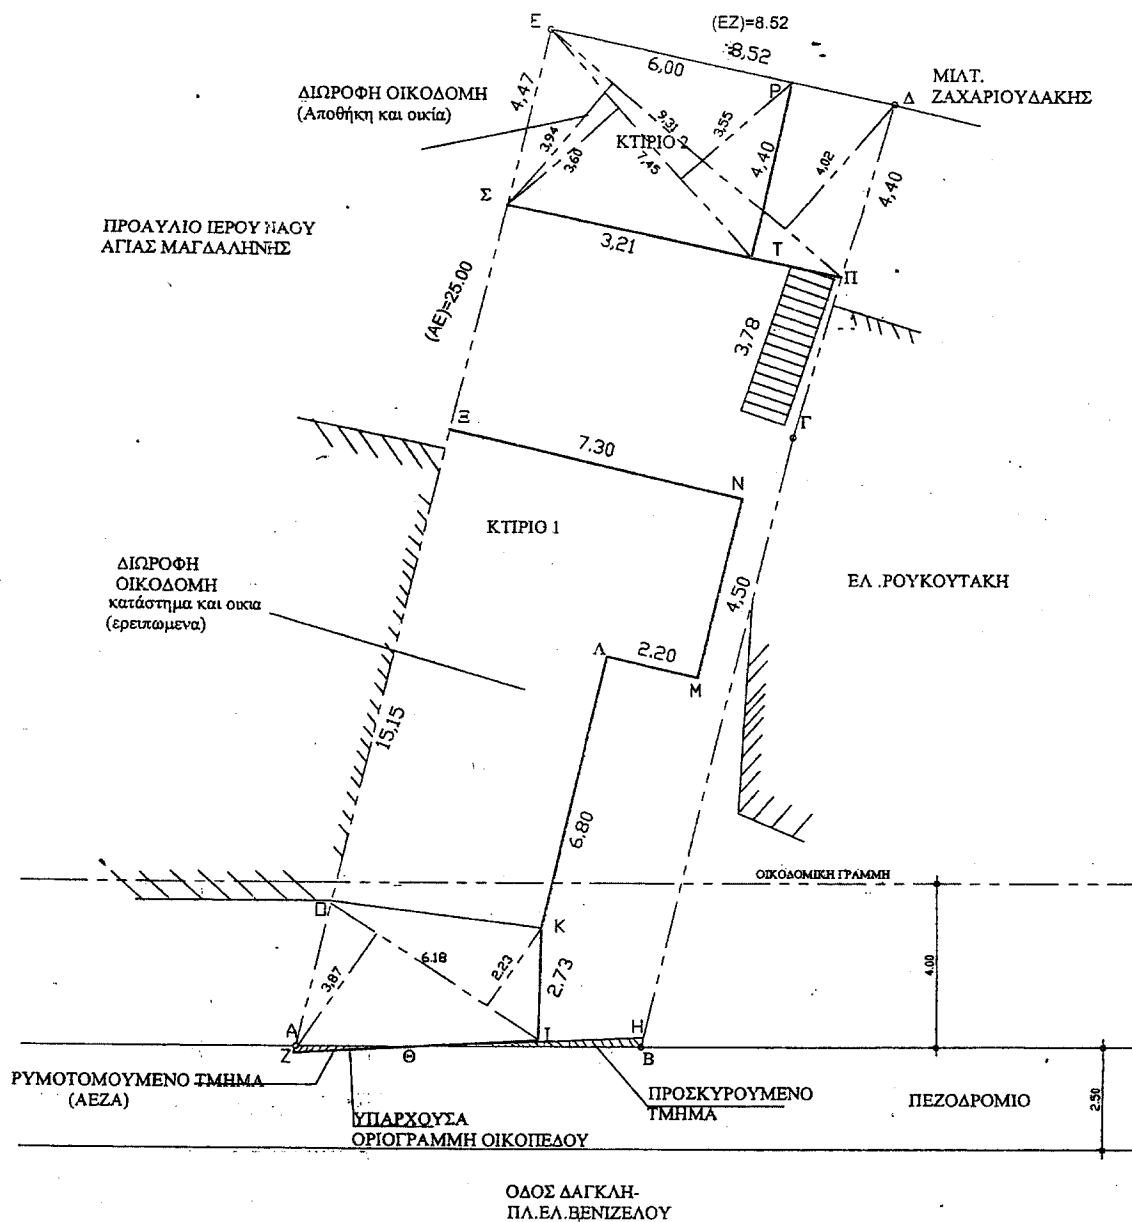 (ΕΖ)=8.52
Ε
8,52
6,00
ΜΙΛΤ.
ΖΑΧΑΡΙΟΥΔΑΚΗΣ
Δ
Ρ
4,47
ΔΙΩΡΟΦΗ ΟΙΚΟΔΟΜΗ
(Αποθήκη και οικία)
9.31
3,55
ΚΤΙΡΙΟ 2
3,94
3,60
7,45
4,40
4,02
4,40
Σ
ΠΡΟΑΥΛΙΟ ΙΕΡΟΥ ΝΑΟΥ
ΑΓΙΑΣ ΜΑΓΔΑΛΗΝΗΣ
3,21
Τ
Π
(ΑΕ)=25.00
3,78
Ξ
Γ
7.30
Ν
ΚΤΙΡΙΟ 1
ΔΙΩΡΟΦΗ
ΟΙΚΟΔΟΜΗ
κατάστημα και οικια
(ερειπωμενα)
ΕΛ .ΡΟΥΚΟΥΤΑΚΗ
4,50
Λ
2.20
Μ
15,15
6,80
ΟΙΚΟΔΟΜΙΚΗ ΓΡΑΜΜΗ
Ο
Κ
6.18
2.23
3,87
2.73
4.00
Α
Ι
Η
Ζ
Θ
Β
ΡΥΜΟΤΟΜΟΥΜΕΝΟ ΤΜΗΜΑ
(ΑΕΖΑ)
ΠΡΟΣΚΥΡΟΥΜΕΝΟ
ΤΜΗΜΑ
ΠΕΖΟΔΡΟΜΙΟ
2.50
ΥΠΑΡΧΟΥΣΑ
ΟΡΙΟΓΡΑΜΜΗ ΟΙΚΟΠΕΔΟΥ
ΟΔΟΣ ΔΑΓΚΛΗ-
ΠΛ.ΕΛ.ΒΕΝΙΖΕΛΟΥ